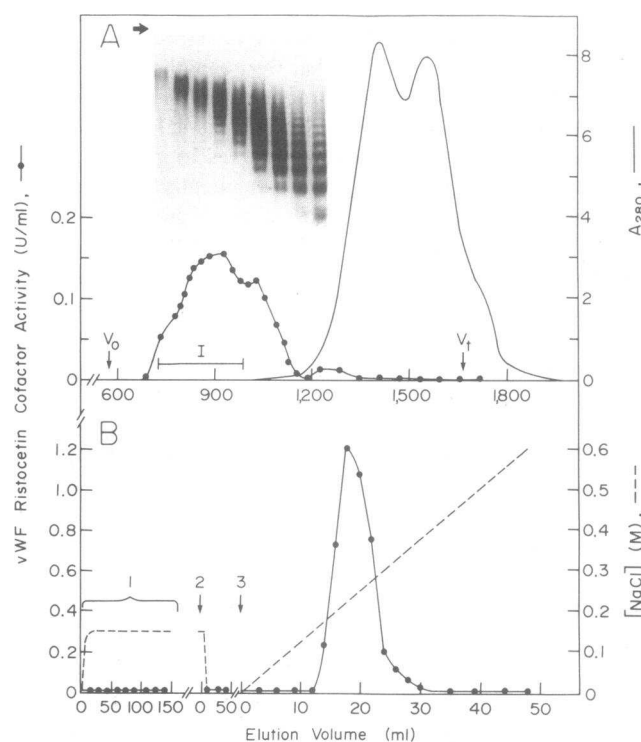 A
vWF Ristocetin Cofactor Activity (U/ml),
0.2
0.1
0
8
6
5
4
2
0
A280,
V0
I
Vt
600 900 1,200 1,500 1,800
B
1.2
1.0
0.8
0.6
0.4
0.2
0
0.6
0.5
0.4
0.3
0.2
0.1
0
[NaCl] (M),
1 2 3
0 50 100 150 0 50 0 10 20 30 40 50
Elution Volume (ml)